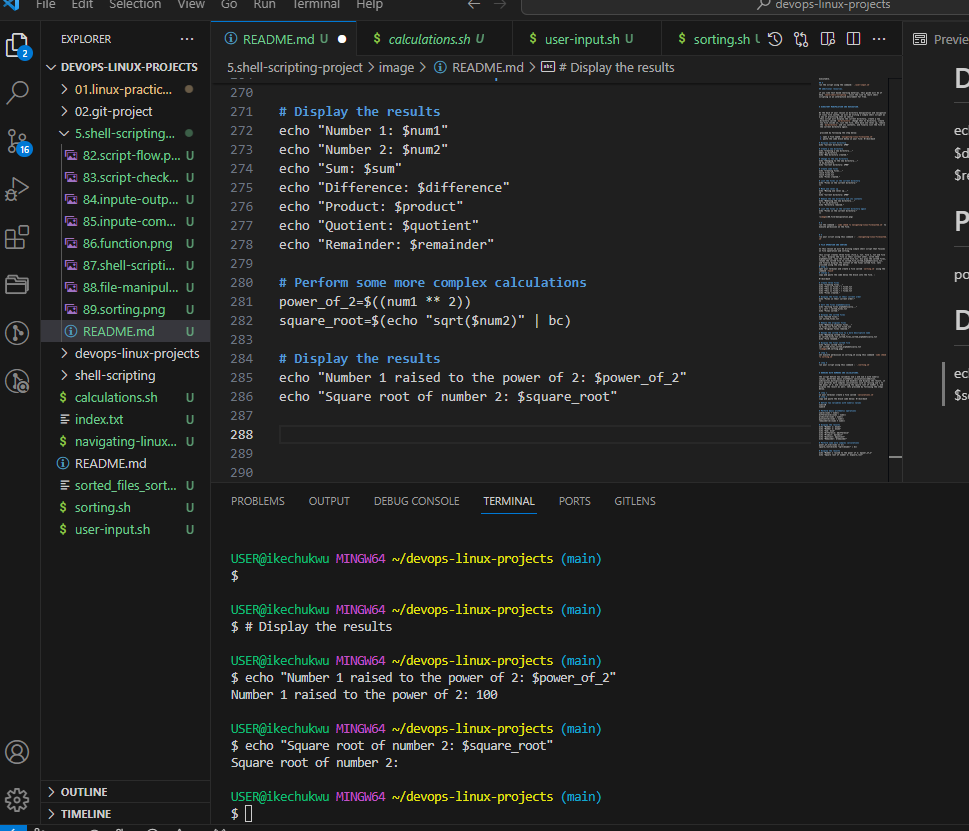 File Edit Selection View Go Run Terminal Help
devops-linux-projects
EXPLORER
DEVOPS-LINUX-PROJECTS
01.linux-practic...
02.git-project
5.shell-scripting...
82.script-flow.p... U
83.script-check... U
84.inpute-outp... U
85.inpute-com... U
86.function.png U
87.shell-scripti... U
88.file-manipul... U
89.sorting.png U
README.md U
devops-linux-projects
shell-scripting
calculations.sh U
index.txt U
navigating-linux... U
README.md
sorted_files_sort... U
sorting.sh U
user-input.sh U
OUTLINE
TIMELINE
2
16
README.md U
calculations.sh U
user-input.sh U
sorting.sh U
Previe
5.shell-scripting-project > image > README.md > # Display the results
270
271 # Display the results
272 echo "Number 1: $num1"
273 echo "Number 2: $num2"
274 echo "Sum: $sum"
275 echo "Difference: $difference"
276 echo "Product: $product"
277 echo "Quotient: $quotient"
278 echo "Remainder: $remainder"
279
280 # Perform some more complex calculations
281 power_of_2=$((num1 ** 2))
282 square_root=$(echo "sqrt($num2)" | bc)
283
284 # Display the results
285 echo "Number 1 raised to the power of 2: $power_of_2"
286 echo "Square root of number 2: $square_root"
287
288
289
290
D
ec
$d
$re
P
po
D
ec
$s
PROBLEMS OUTPUT DEBUG CONSOLE TERMINAL PORTS GITLENS
USER@ikechukwu MINGW64 ~/devops-linux-projects (main)
$
USER@ikechukwu MINGW64 ~/devops-linux-projects (main)
$ # Display the results
USER@ikechukwu MINGW64 ~/devops-linux-projects (main)
$ echo "Number 1 raised to the power of 2: $power_of_2"
Number 1 raised to the power of 2: 100
USER@ikechukwu MINGW64 ~/devops-linux-projects (main)
$ echo "Square root of number 2: $square_root"
Square root of number 2:
USER@ikechukwu MINGW64 ~/devops-linux-projects (main)
$